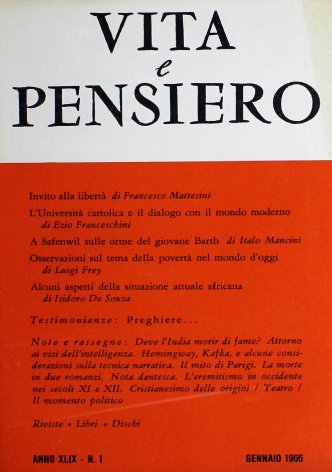 VITA
e
PENSIERO
Invito alla libertà di Francesco Mattesini
L'Università cattolica e il dialogo con il mondo moderno
di Ezio Franceschini
A Safenwil sulle orme del giovane Barth di Italo Mancini
Osservazioni sul tema della povertà nel mondo d'oggi
di Luigi Frey
Alcuni aspetti della situazione attuale africana
di Isidoro De Souza
Testimonianze: Preghiere...
Note e rassegne: Deve l'India morir di fame? Attorno
ai vizi dell'intelligenza. Hemingway, Kafka, e alcune consi-
derazioni sulla tecnica narrativa. Il mito di Parigi. La morte
in due romanzi. Nota dantesca. L'eremitismo in occidente
nei secoli XI e XII. Cristianesimo delle origini / Teatro /
Il momento politico
Riviste - Libri - Dischi
ANNO XLIX - N. 1
GENNAIO 1966